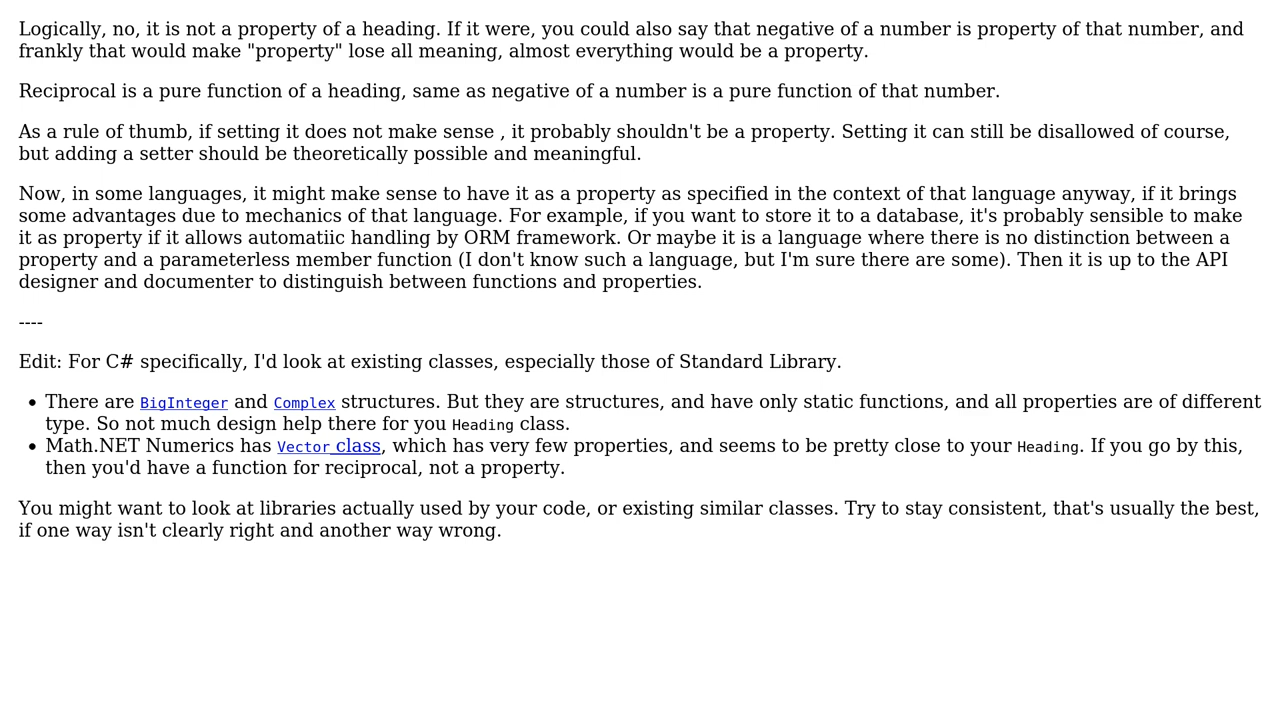 Logically, no, it is not a property of a heading. If it were, you could also say that negative of a number is property of that number, and
frankly that would make "property" lose all meaning, almost everything would be a property.
Reciprocal is a pure function of a heading, same as negative of a number is a pure function of that number.
As a rule of thumb, if setting it does not make sense , it probably shouldn't be a property. Setting it can still be disallowed of course,
but adding a setter should be theoretically possible and meaningful.
Now, in some languages, it might make sense to have it as a property as specified in the context of that language anyway, if it brings
some advantages due to mechanics of that language. For example, if you want to store it to a database, it's probably sensible to make
it as property if it allows automatiic handling by ORM framework. Or maybe it is a language where there is no distinction between a
property and a parameterless member function (I don't know such a language, but I'm sure there are some). Then it is up to the API
designer and documenter to distinguish between functions and properties.
----
Edit: For C# specifically, I'd look at existing classes, especially those of Standard Library.
• There are BigInteger and Complex structures. But they are structures, and have only static functions, and all properties are of different
type. So not much design help there for you Heading class.
• Math.NET Numerics has Vector class, which has very few properties, and seems to be pretty close to your Heading. If you go by this,
then you'd have a function for reciprocal, not a property.
You might want to look at libraries actually used by your code, or existing similar classes. Try to stay consistent, that's usually the best,
if one way isn't clearly right and another way wrong.